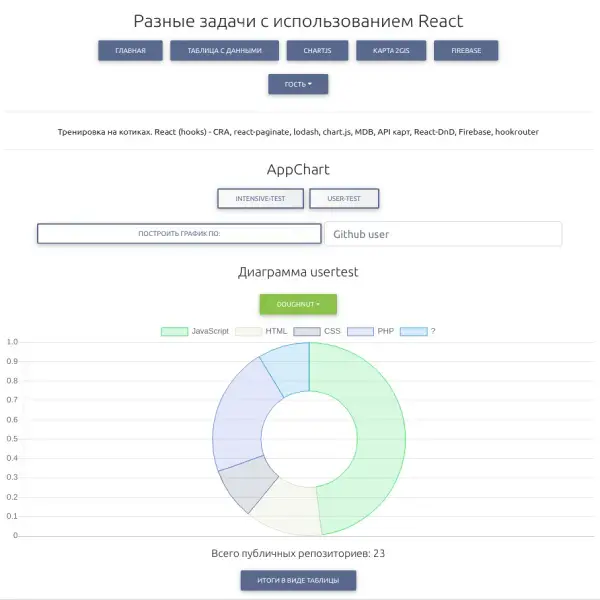 Разные задачи с использованием React
ГЛАВНАЯ ТАБЛИЦА С ДАННЫМИ CHARTJS КАРТА 2GIS FIREBASE
ГОСТЬ
Тренировка на котиках. React (hooks) - CRA, react-paginate, lodash, chart.js, MDB, API карт, React-DnD, Firebase, hookrouter
AppChart
INTENSIVE-TEST USER-TEST
ПОСТРОИТЬ ГРАФИК ПО: Github user
Диаграмма usertest
DOUGHNUT
JavaScript HTML CSS PHP ?
1.0
0.9
0.8
0.7
0.6
0.5
0.4
0.3
0.2
0.1
0
Всего публичных репозиториев: 23
ИТОГИ В ВИДЕ ТАБЛИЦЫ